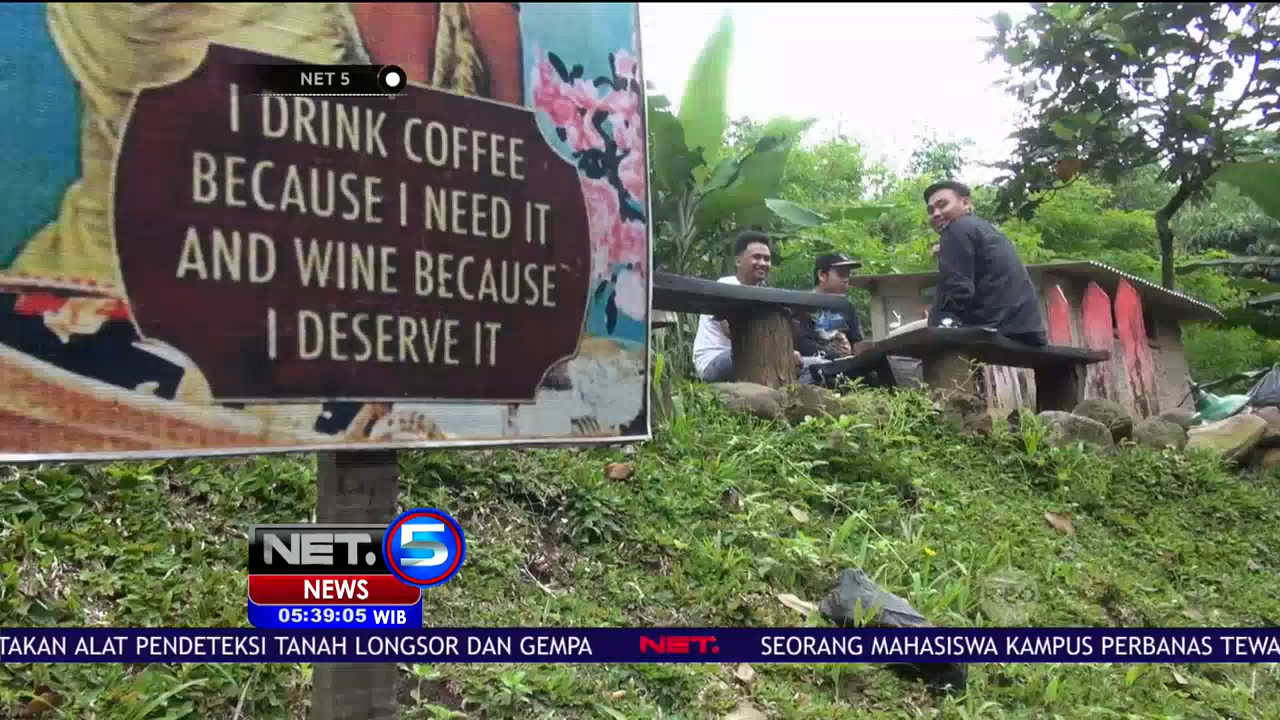 NET 5
I DRINK COFFEE
BECAUSE I NEED IT
AND WINE BECAUSE
I DESERVE IT
NET. 5
NEWS
05:39:05 WIB
TAKAN ALAT PENDETEKSI TANAH LONGSOR DAN GEMPA NET. SEORANG MAHASISWA KAMPUS PERBANAS TEWA